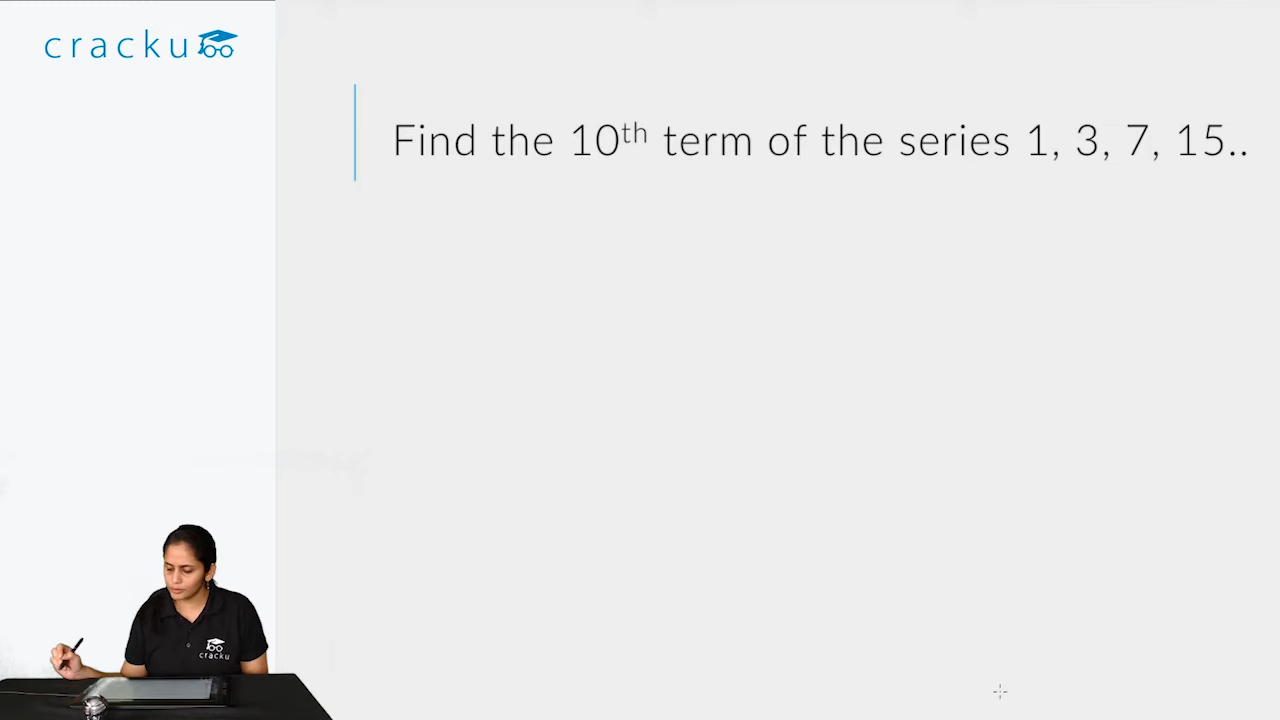 cracku
Find the 10th term of the series 1, 3, 7, 15..
cracku